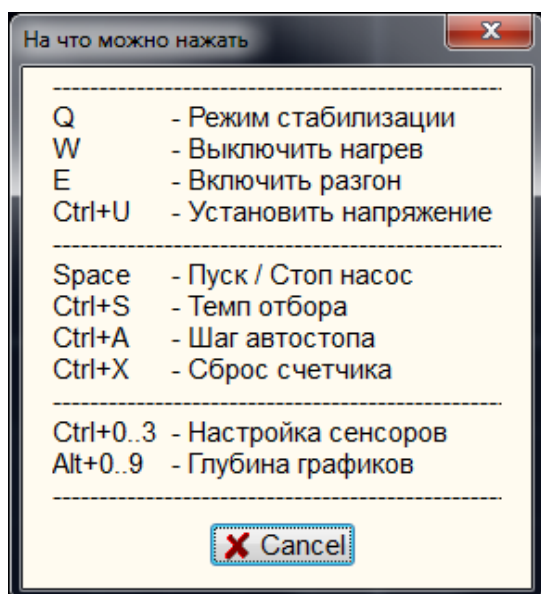 На что можно нажать
Q - Режим стабилизации
W - Выключить нагрев
E - Включить разгон
Ctrl+U - Установить напряжение
Space - Пуск / Стоп насос
Ctrl+S - Темп отбора
Ctrl+A - Шаг автостопа
Ctrl+X - Сброс счетчика
Ctrl+0..3 - Настройка сенсоров
Alt+0..9 - Глубина графиков
Cancel